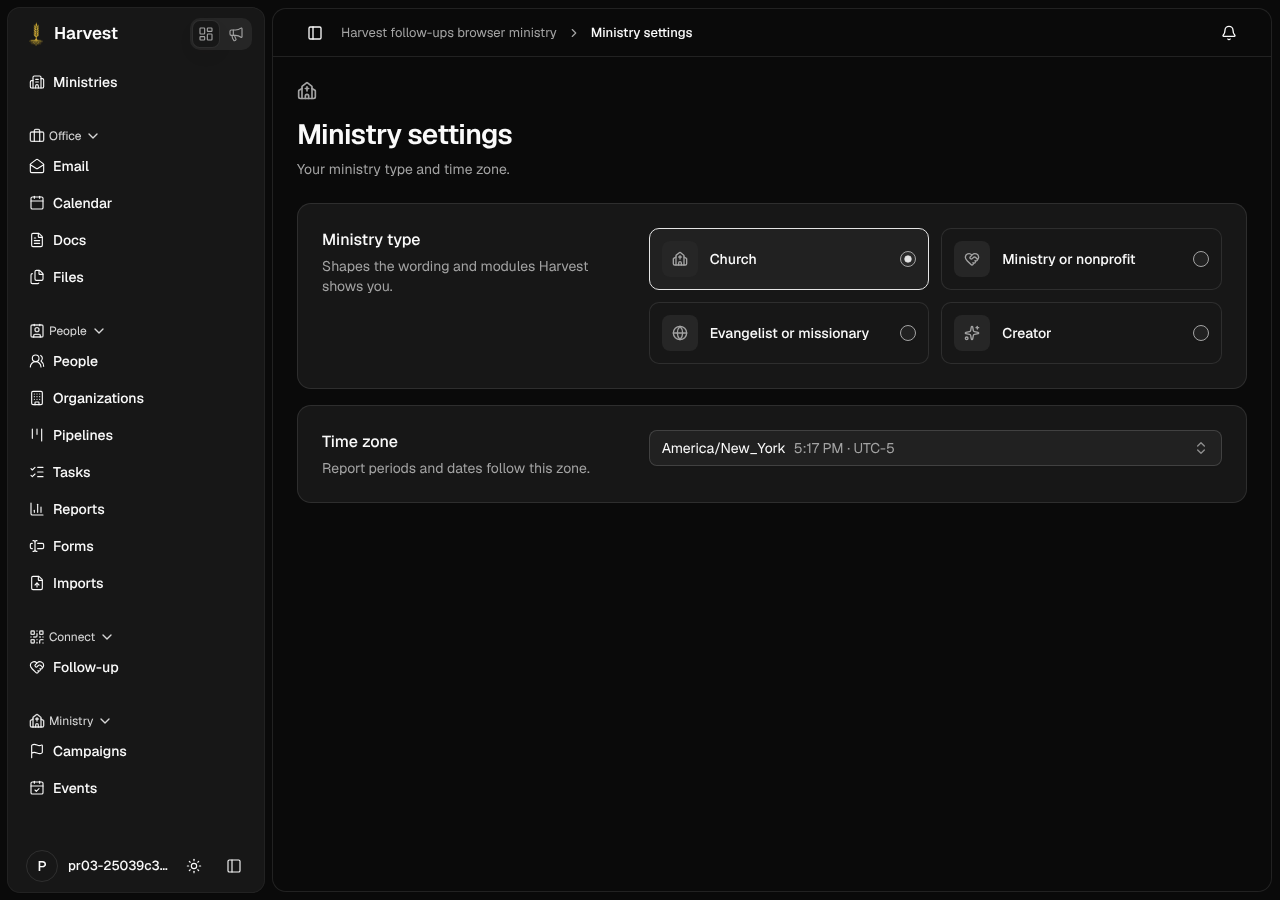 Harvest
Ministries
Office
Email
Calendar
Docs
Files
People
People
Organizations
Pipelines
Tasks
Reports
Forms
Imports
Connect
Follow-up
Ministry
Campaigns
Events
P pr03-25039c3...
Harvest follow-ups browser ministry > Ministry settings
Ministry settings
Your ministry type and time zone.
Ministry type
Shapes the wording and modules Harvest
shows you.
Church
Ministry or nonprofit
Evangelist or missionary
Creator
Time zone
Report periods and dates follow this zone.
America/New_York 5:17 PM · UTC-5